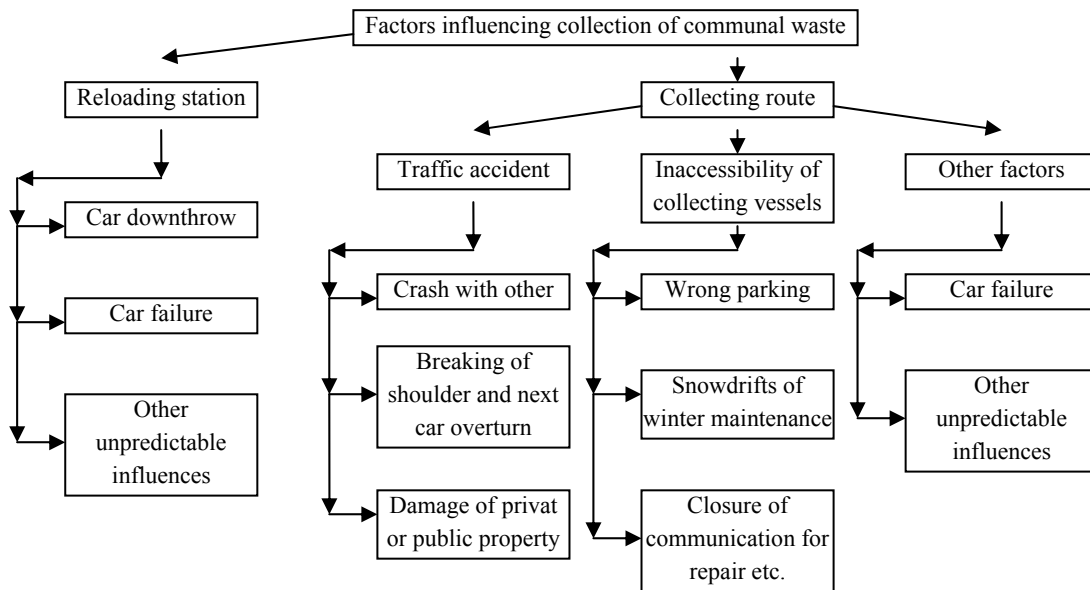 Factors influencing collection of communal waste
Reloading station
Collecting route
Traffic accident
Inaccessibility of
collecting vessels
Other factors
Car downthrow
Car failure
Other
unpredictable
influences
Crash with other
Breaking of
shoulder and next
car overturn
Damage of privat
or public property
Wrong parking
Snowdrifts of
winter maintenance
Closure of
communication for
repair etc.
Car failure
Other
unpredictable
influences